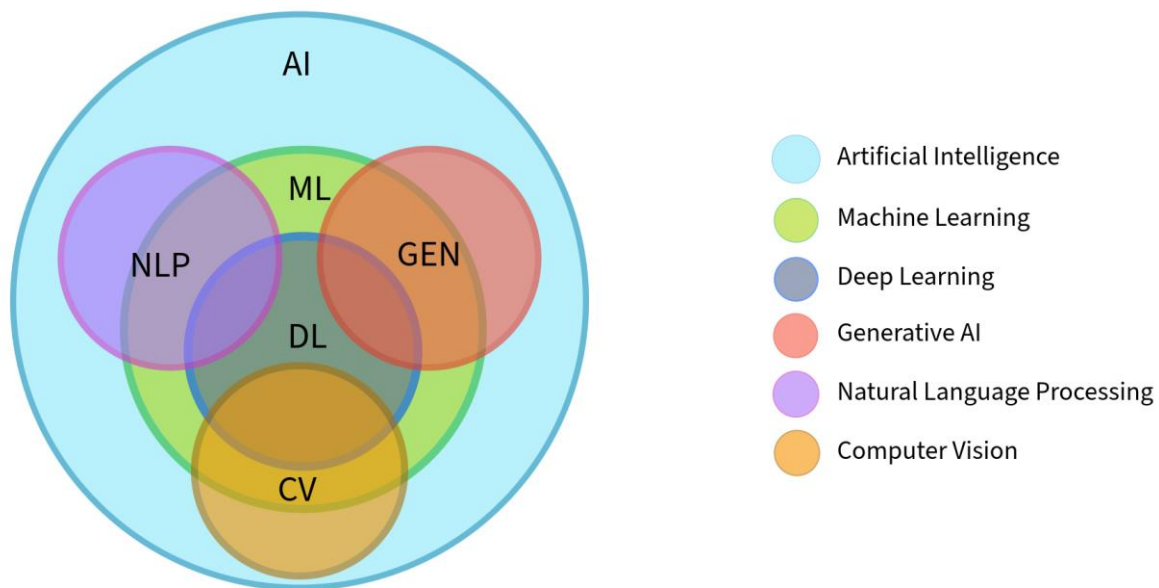 AI
ML
NLP
GEN
DL
CV
Artificial Intelligence
Machine Learning
Deep Learning
Generative AI
Natural Language Processing
Computer Vision